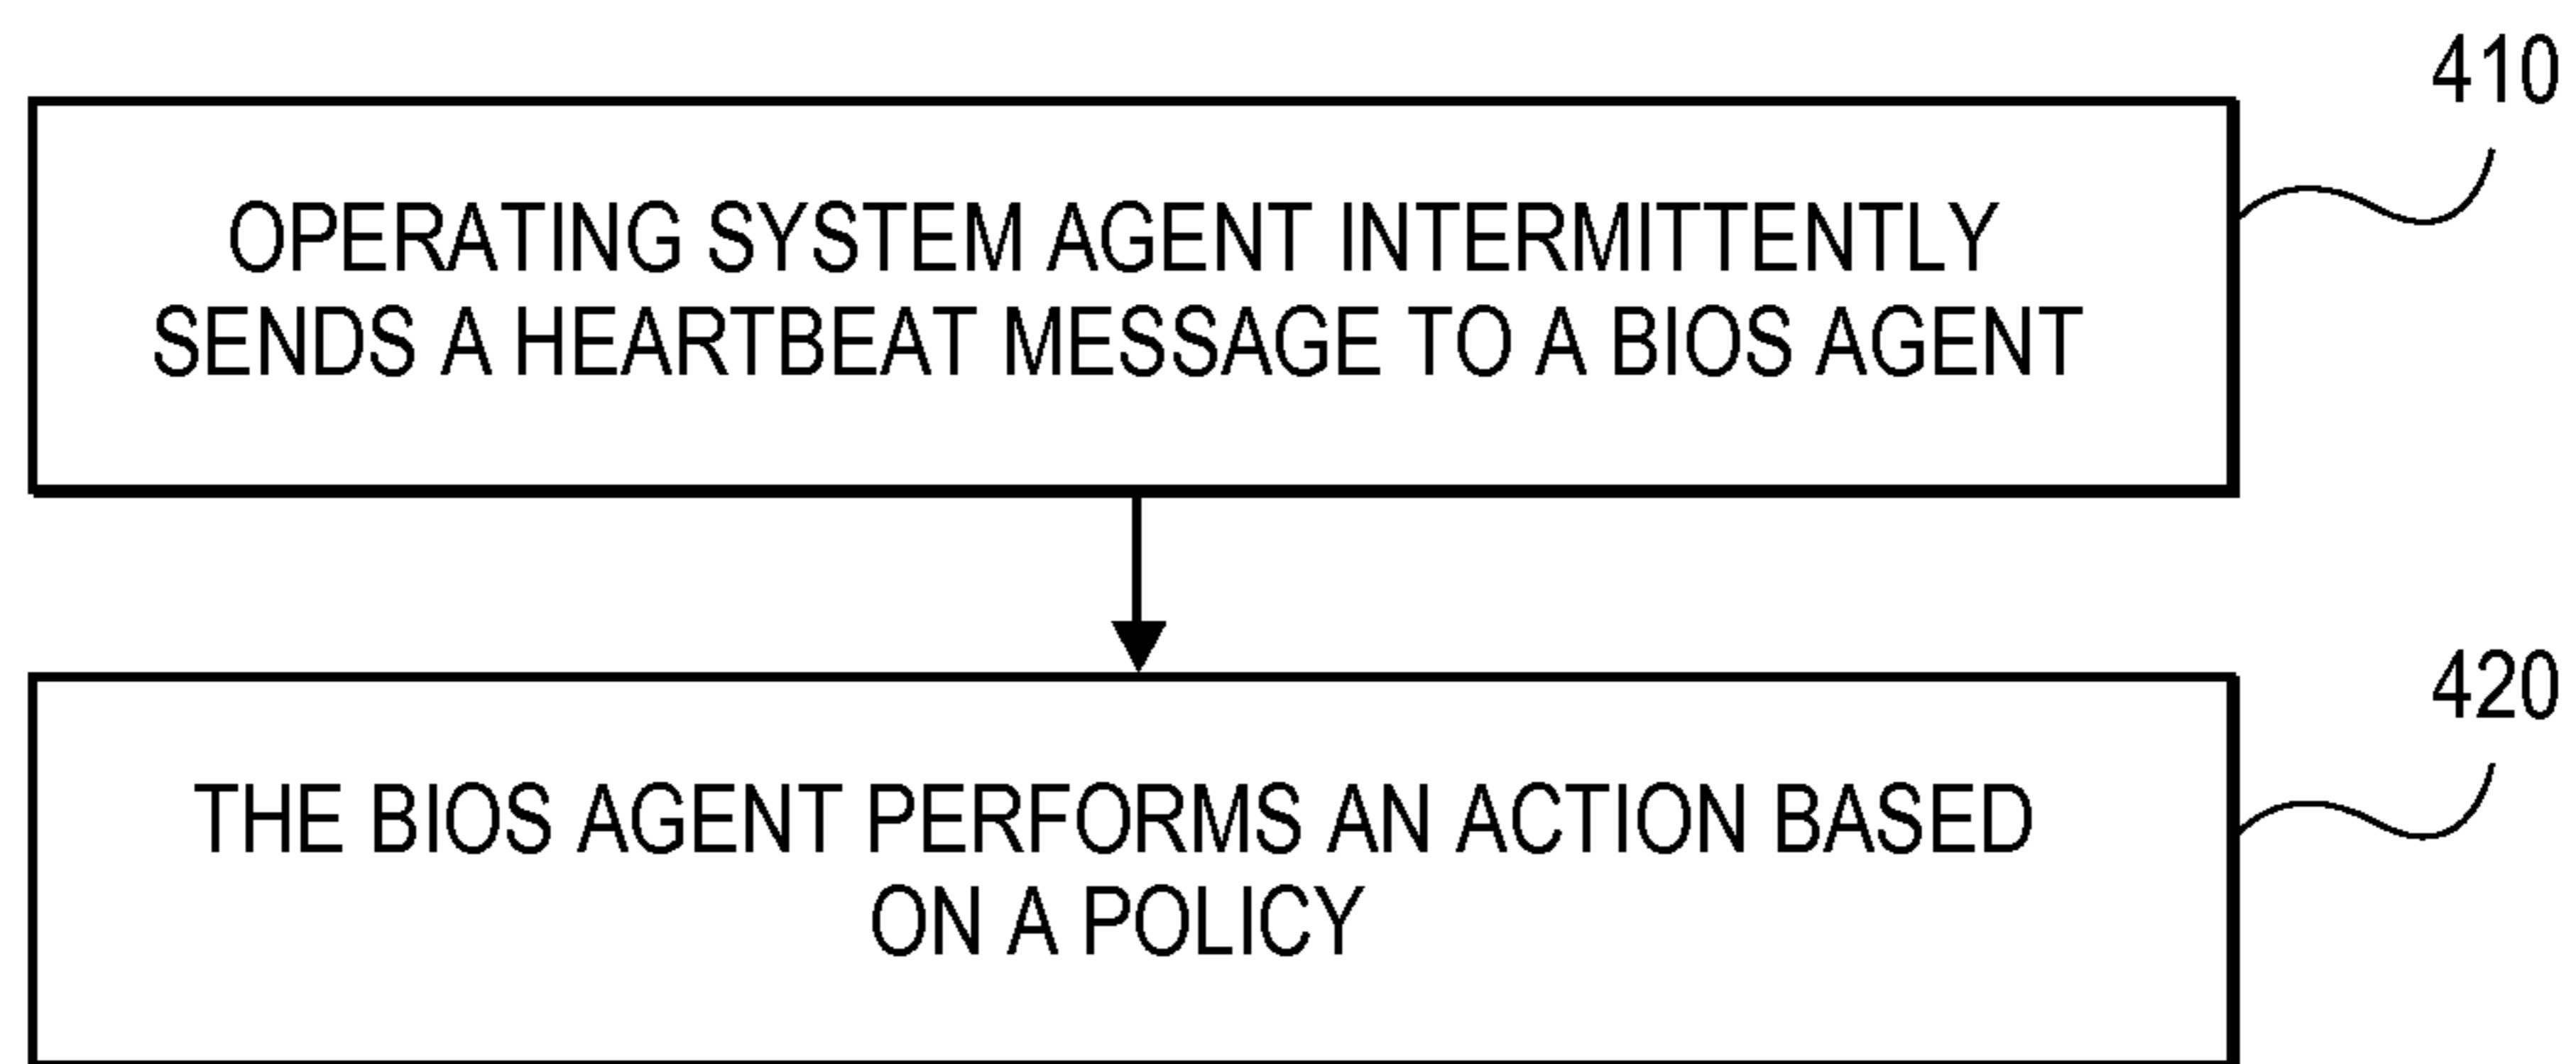 410
OPERATING SYSTEM AGENT INTERMITTENTLY
SENDS A HEARTBEAT MESSAGE TO A BIOS AGENT
420
THE BIOS AGENT PERFORMS AN ACTION BASED
ON A POLICY